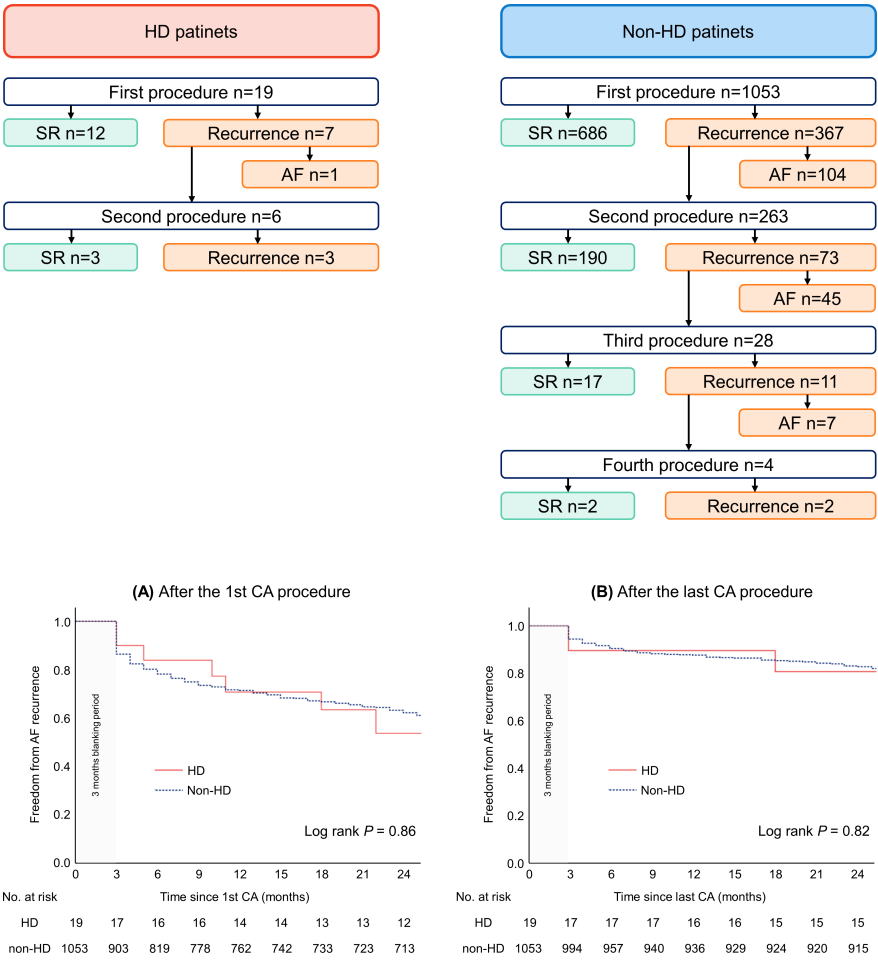 HD patinets
First procedure n=19
SR n=12
Recurrence n=7
AF n=1
Second procedure n=6
SR n=3
Recurrence n=3
Non-HD patinets
First procedure n=1053
SR n=686
Recurrence n=367
AF n=104
Second procedure n=263
SR n=190
Recurrence n=73
AF n=45
Third procedure n=28
SR n=17
Recurrence n=11
AF n=7
Fourth procedure n=4
SR n=2
Recurrence n=2
(A) After the 1st CA procedure
Freedom from AF recurrence
1.0
0.8
0.6
0.4
0.2
0.0
3 months blanking period
HD
Non-HD
Log rank P = 0.86
0 3 6 9 12 15 18 21 24
No. at risk
Time since 1st CA (months)
HD 19 17 16 16 14 14 13 13 12
non-HD 1053 903 819 778 762 742 733 723 713
(B) After the last CA procedure
Freedom from AF recurrence
1.0
0.8
0.6
0.4
0.2
0.0
3 months blanking period
HD
Non-HD
Log rank P = 0.82
0 3 6 9 12 15 18 21 24
No. at risk
Time since last CA (months)
HD 19 17 17 17 16 16 15 15 15
non-HD 1053 994 957 940 936 929 924 920 915